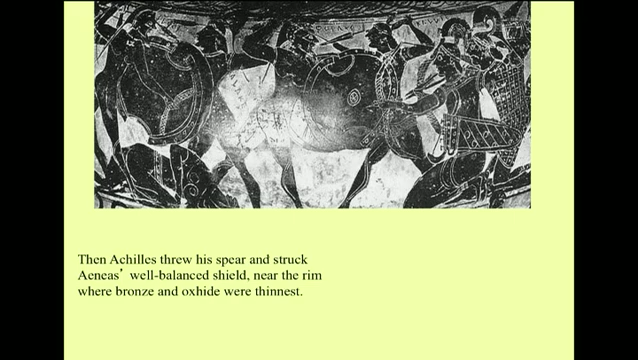 Then Achilles threw his spear and struck
Aeneas’ well-balanced shield, near the rim
where bronze and oxhide were thinnest.